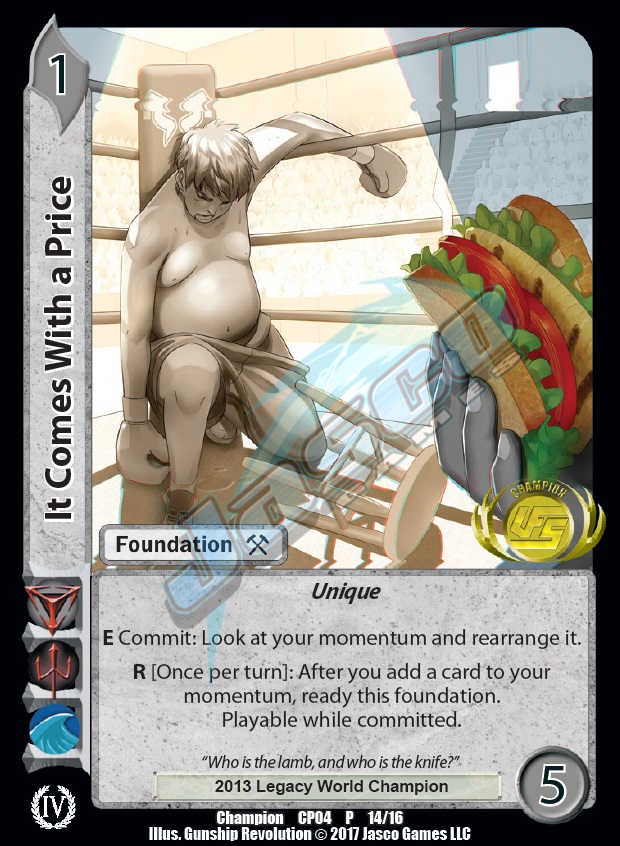 1
It Comes With a Price
JASCO
GAMES
CHAMPION
UFS
Foundation
Unique
E Commit: Look at your momentum and rearrange it.
R [Once per turn]: After you add a card to your
momentum, ready this foundation.
Playable while committed.
“Who is the lamb, and who is the knife?”
2013 Legacy World Champion
5
IV
Champion CP04 P 14/16
Illus. Gunship Revolution © 2017 Jasco Games LLC